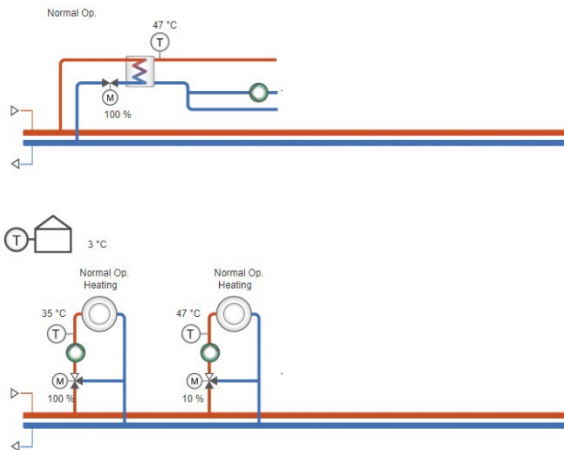 Normal Op.
47 °C
T
M
100 %
T
3 °C
Normal Op.
Heating
Normal Op.
Heating
35 °C
47 °C
T
T
M
M
100 %
10 %